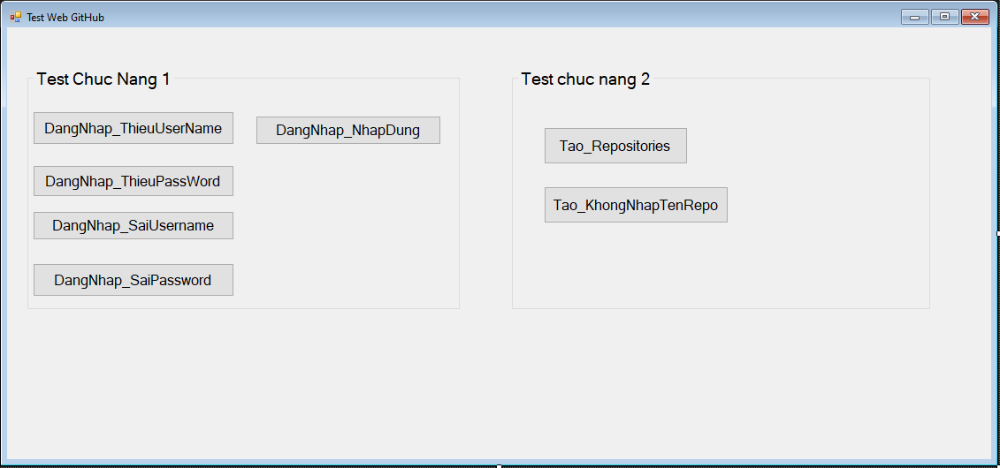 Test Web GitHub
Test Chuc Nang 1
DangNhap_ThieuUserName
DangNhap_NhapDung
DangNhap_ThieuPassWord
DangNhap_SaiUsername
DangNhap_SaiPassword
Test chuc nang 2
Tao_Repositories
Tao_KhongNhapTenRepo